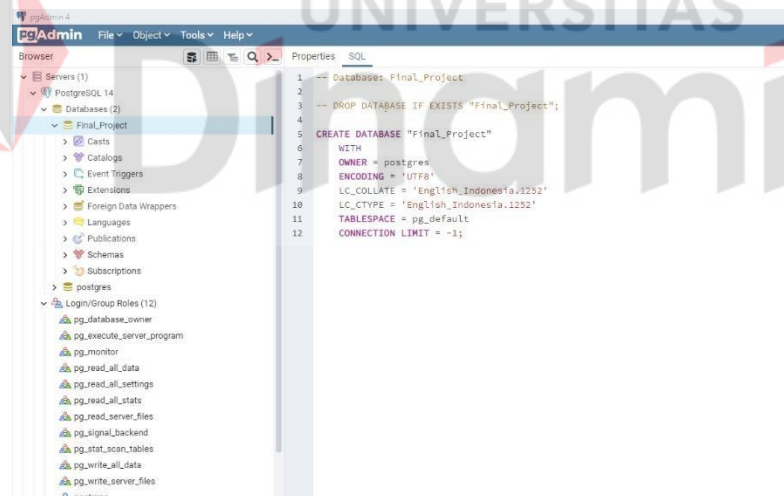 UNIVERSITAS
Dinami
pgAdmin 4
PgAdmin File Object Tools Help
Browser
Properties SQL
Servers (1)
PostgreSQL 14
Databases (2)
Final_Project
Casts
Catalogs
Event Triggers
Extensions
Foreign Data Wrappers
Languages
Publications
Schemas
Subscriptions
postgres
Login/Group Roles (12)
pg_database_owner
pg_execute_server_program
pg_monitor
pg_read_all_data
pg_read_all_settings
pg_read_all_stats
pg_read_server_files
pg_signal_backend
pg_stat_scan_tables
pg_write_all_data
pg_write_server_files
postgres
1 -- Database: Final_Project
2
3 -- DROP DATABASE IF EXISTS "Final_Project";
4
5 CREATE DATABASE "Final_Project"
6 WITH
7 OWNER = postgres
8 ENCODING = 'UTF8'
9 LC_COLLATE = 'English_Indonesia.1252'
10 LC_CTYPE = 'English_Indonesia.1252'
11 TABLESPACE = pg_default
12 CONNECTION LIMIT = -1;